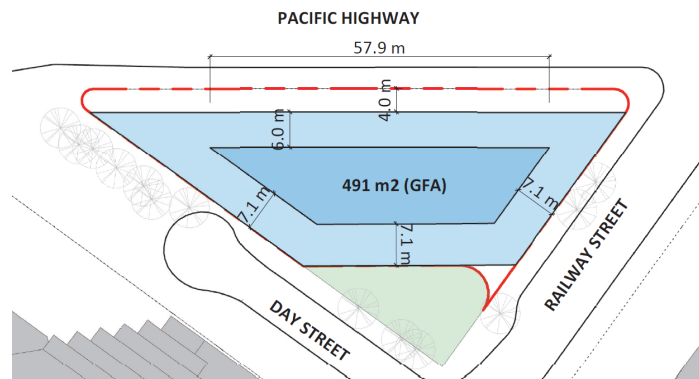 PACIFIC HIGHWAY
57.9 m
4.0 m
6.0 m
491 m2 (GFA)
7.1 m
7.1 m
7.1 m
RAILWAY STREET
DAY STREET